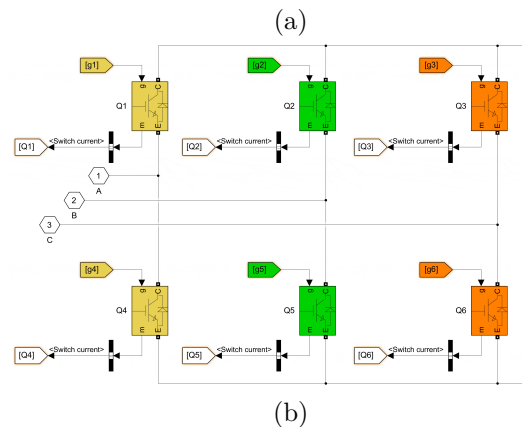 (a)
[g1] [g2] [g3]
g C g C g C
Q1 Q2 Q3
m E m E m E
[Q1] <Switch current> [Q2] <Switch current> [Q3] <Switch current>
1
A
2
B
3
C
[g4] [g5] [g6]
g C g C g C
Q4 Q5 Q6
m E m E m E
[Q4] <Switch current> [Q5] <Switch current> [Q6] <Switch current>
(b)